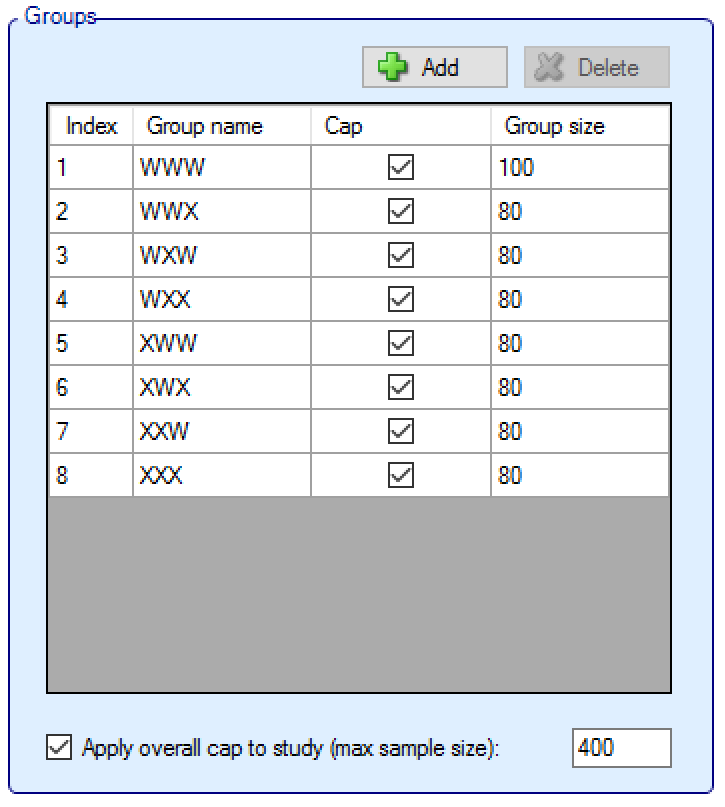 Groups
Add Delete
Index Group name Cap Group size
1 WWW 100
2 WWX 80
3 WXW 80
4 WXX 80
5 XWW 80
6 XWX 80
7 XXW 80
8 XXX 80
Apply overall cap to study (max sample size): 400